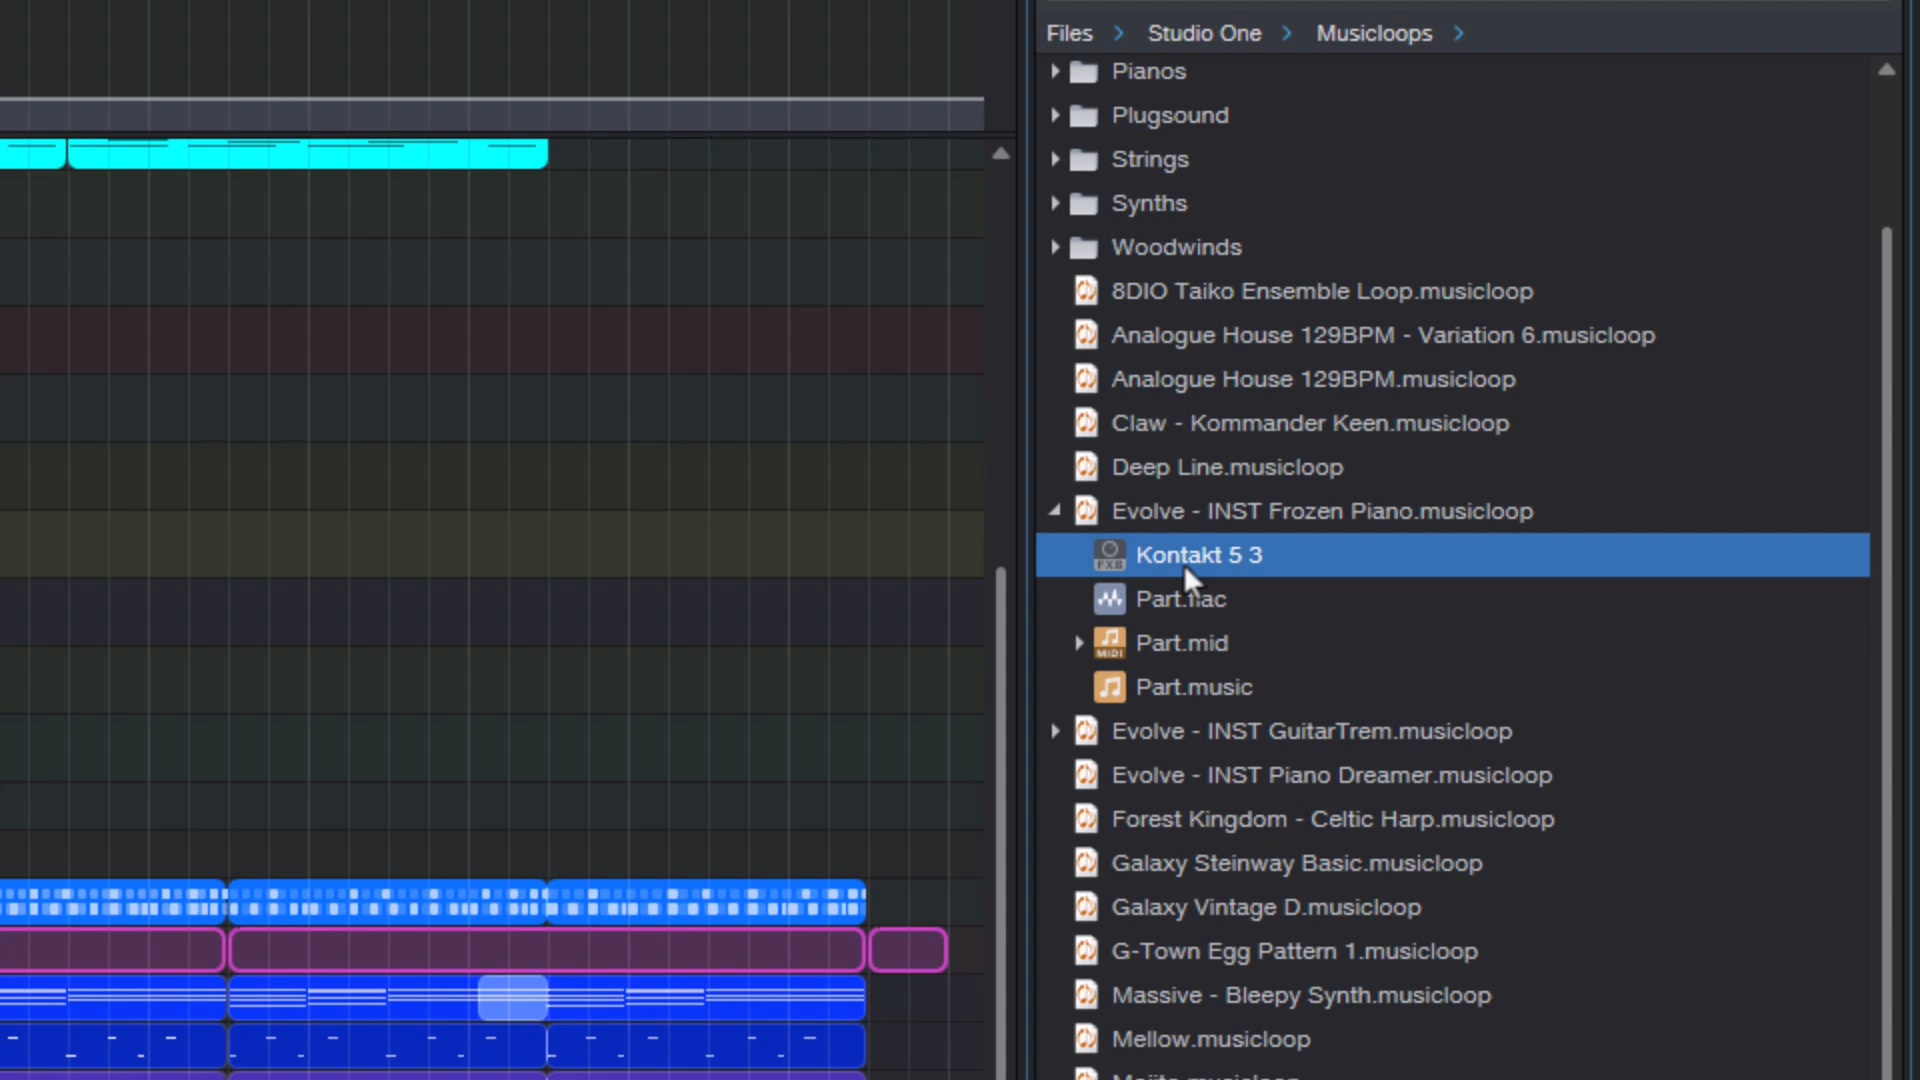 Files > Studio One > Musicloops >
Pianos
Plugsound
Strings
Synths
Woodwinds
8DIO Taiko Ensemble Loop.musicloop
Analogue House 129BPM - Variation 6.musicloop
Analogue House 129BPM.musicloop
Claw - Kommander Keen.musicloop
Deep Line.musicloop
Evolve - INST Frozen Piano.musicloop
FXB Kontakt 5 3
Part.flac
MIDI Part.mid
Part.music
Evolve - INST GuitarTrem.musicloop
Evolve - INST Piano Dreamer.musicloop
Forest Kingdom - Celtic Harp.musicloop
Galaxy Steinway Basic.musicloop
Galaxy Vintage D.musicloop
G-Town Egg Pattern 1.musicloop
Massive - Bleepy Synth.musicloop
Mellow.musicloop